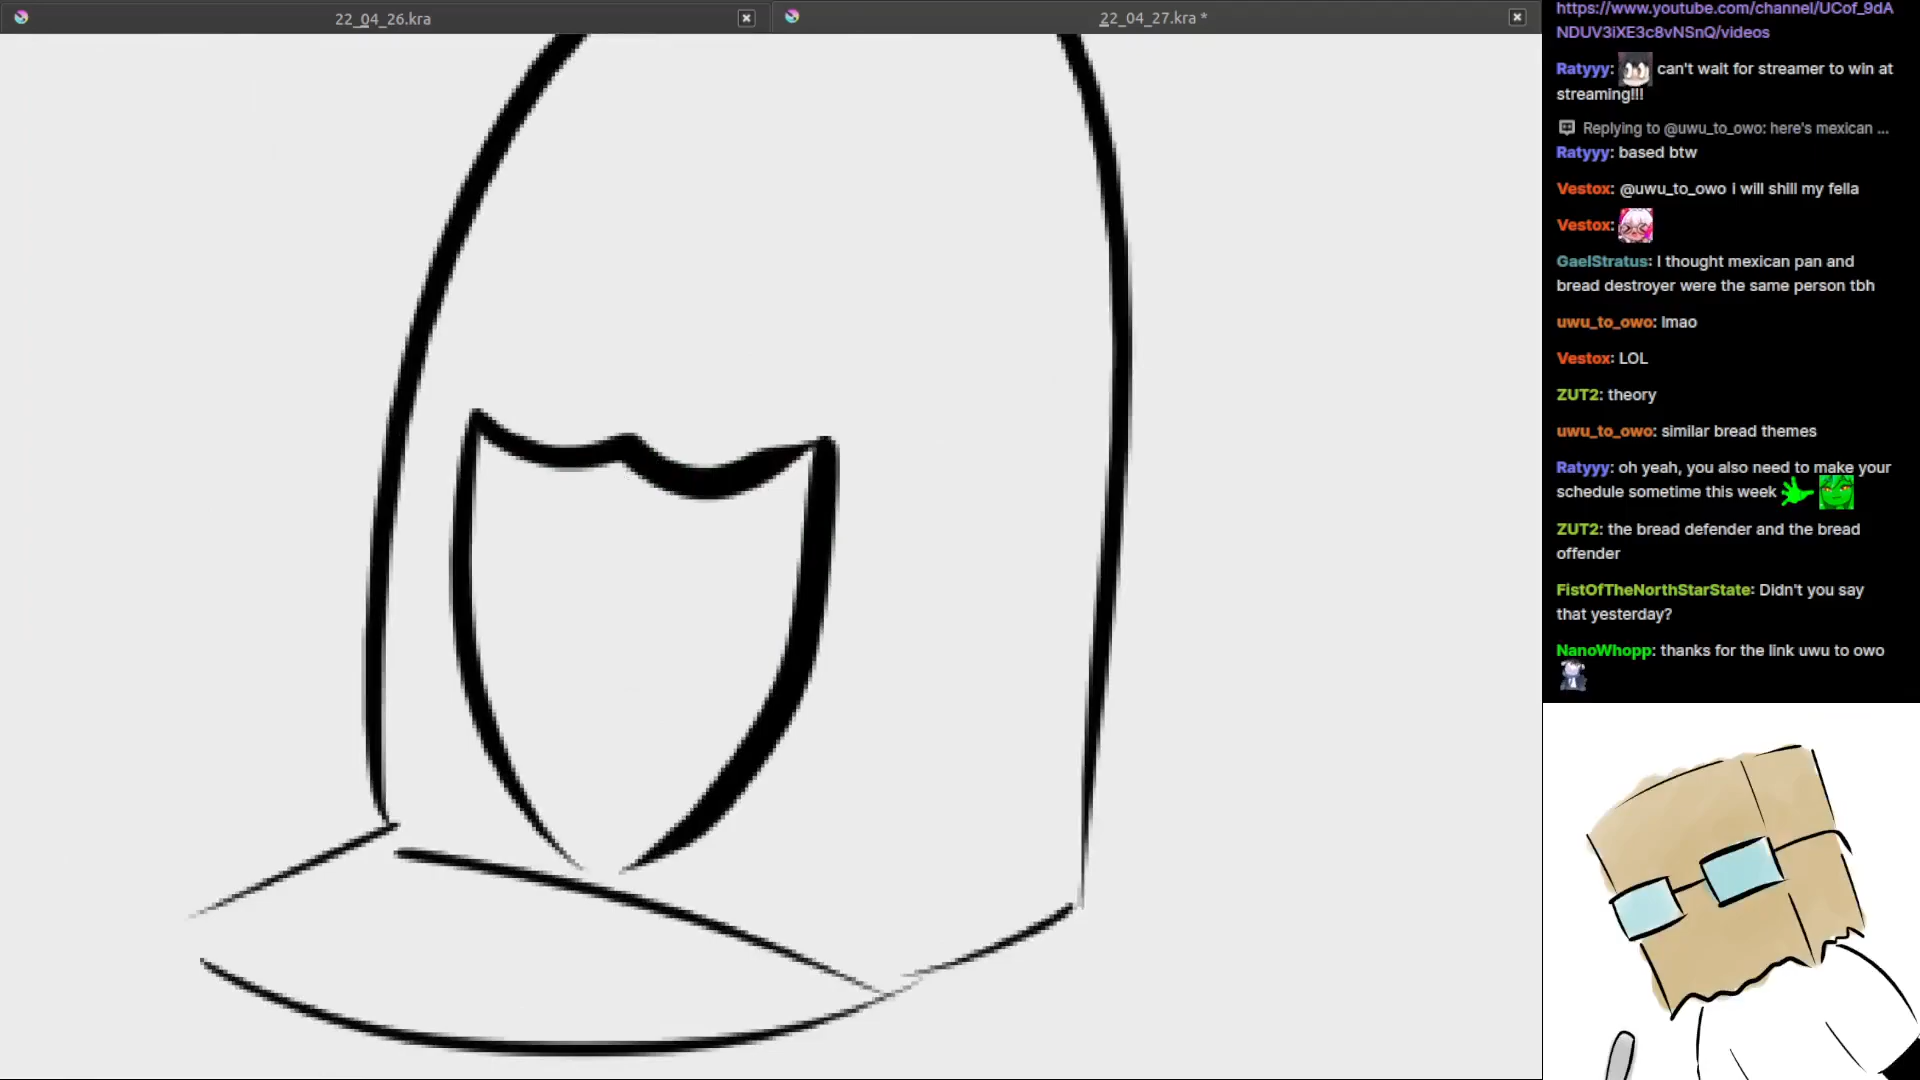 22_04_26.kra
22_04_27.kra *
https://www.youtube.com/channel/UCof_9dA
NDUV3iXE3c8vNSnQ/videos
Ratyyy: can't wait for streamer to win at
streaming!!!
Replying to @uwu_to_owo: here's mexican ...
Ratyyy: based btw
Vestox: @uwu_to_owo i will shill my fella
Vestox:
GaelStratus: I thought mexican pan and
bread destroyer were the same person tbh
uwu_to_owo: lmao
Vestox: LOL
ZUT2: theory
uwu_to_owo: similar bread themes
Ratyyy: oh yeah, you also need to make your
schedule sometime this week
ZUT2: the bread defender and the bread
offender
FistOfTheNorthStarState: Didn't you say
that yesterday?
NanoWhopp: thanks for the link uwu to owo